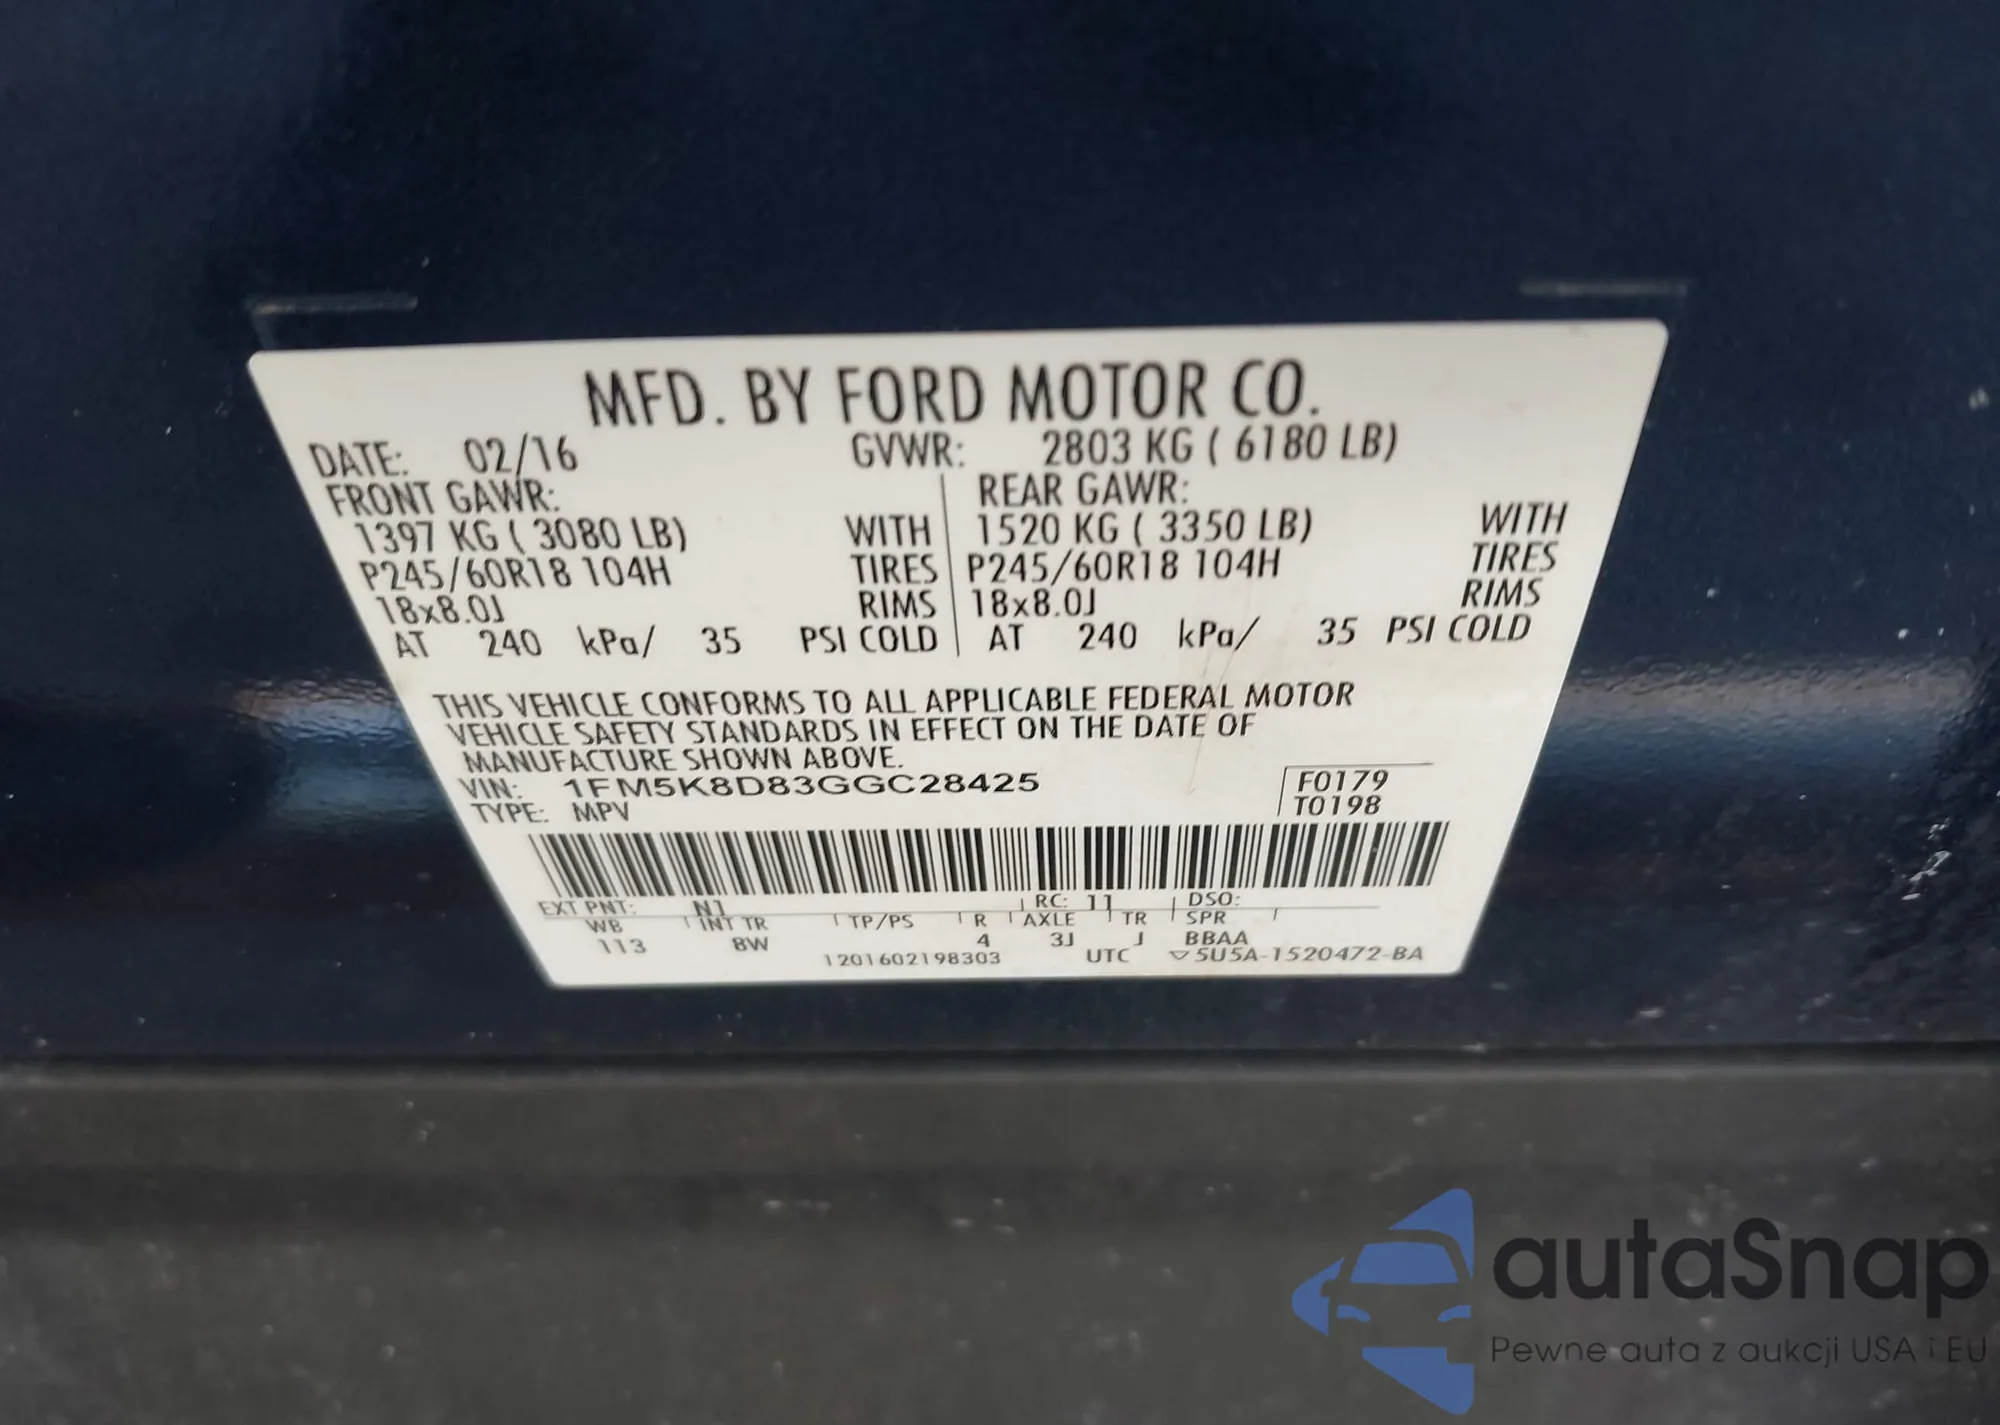 MFD. BY FORD MOTOR CO.
DATE: 02/16 GVWR: 2803 KG ( 6180 LB)
FRONT GAWR: REAR GAWR:
1397 KG ( 3080 LB) WITH 1520 KG ( 3350 LB) WITH
P245/60R18 104H TIRES P245/60R18 104H TIRES
18x8.0J RIMS 18x8.0J RIMS
AT 240 kPa/ 35 PSI COLD AT 240 kPa/ 35 PSI COLD
THIS VEHICLE CONFORMS TO ALL APPLICABLE FEDERAL MOTOR
VEHICLE SAFETY STANDARDS IN EFFECT ON THE DATE OF
MANUFACTURE SHOWN ABOVE.
VIN: 1FM5K8D83GGC28425 F0179
TYPE: MPV T0198
EXT PNT: N1 RC: 11 DSO:
WB INT TR TP/PS R AXLE TR SPR
113 8W 4 3J J BBAA
1201602198303 UTC ▽5U5A-1520472-BA
autaSnap
Pewne auta z aukcji USA i EU